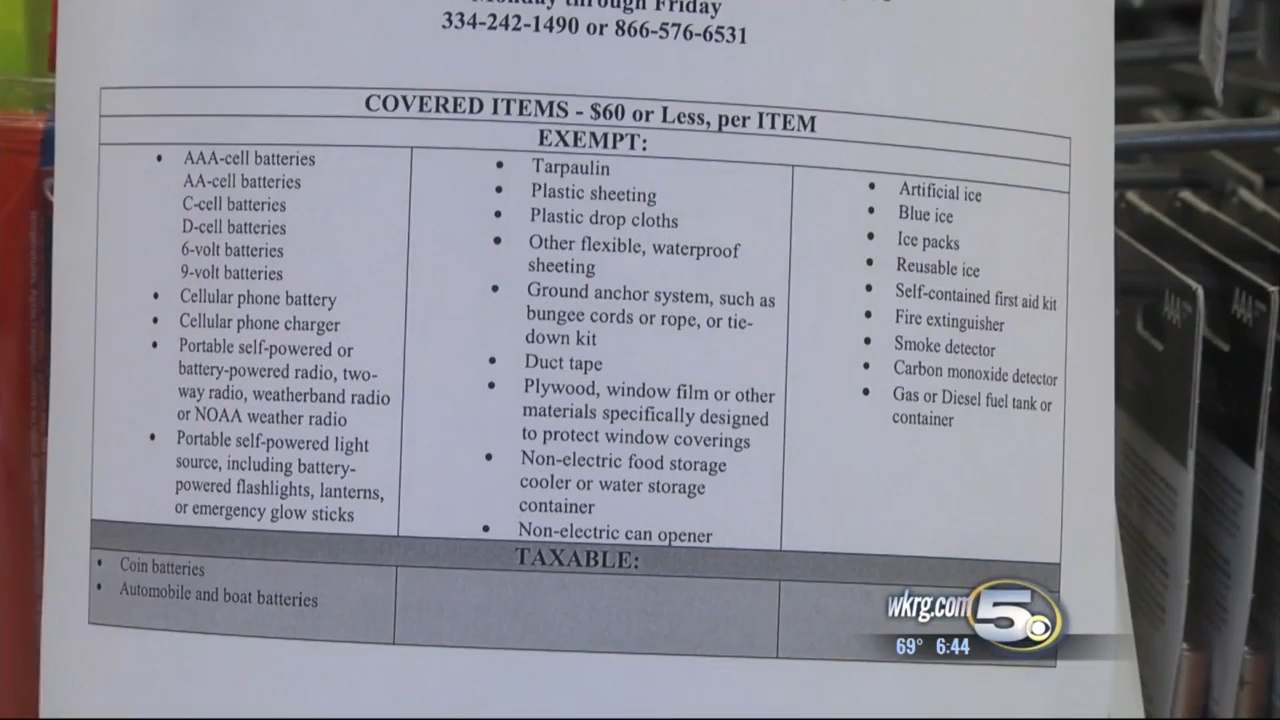 Monday through Friday
334-242-1490 or 866-576-6531
COVERED ITEMS - $60 or Less, per ITEM
EXEMPT:
• AAA-cell batteries
AA-cell batteries
C-cell batteries
D-cell batteries
6-volt batteries
9-volt batteries
• Cellular phone battery
• Cellular phone charger
• Portable self-powered or
battery-powered radio, two-
way radio, weatherband radio
or NOAA weather radio
• Portable self-powered light
source, including battery-
powered flashlights, lanterns,
or emergency glow sticks
• Tarpaulin
• Plastic sheeting
• Plastic drop cloths
• Other flexible, waterproof
sheeting
• Ground anchor system, such as
bungee cords or rope, or tie-
down kit
• Duct tape
• Plywood, window film or other
materials specifically designed
to protect window coverings
• Non-electric food storage
cooler or water storage
container
• Non-electric can opener
• Artificial ice
• Blue ice
• Ice packs
• Reusable ice
• Self-contained first aid kit
• Fire extinguisher
• Smoke detector
• Carbon monoxide detector
• Gas or Diesel fuel tank or
container
TAXABLE:
• Coin batteries
• Automobile and boat batteries
AAA
AAA
wkrg.com 5
69° 6:44